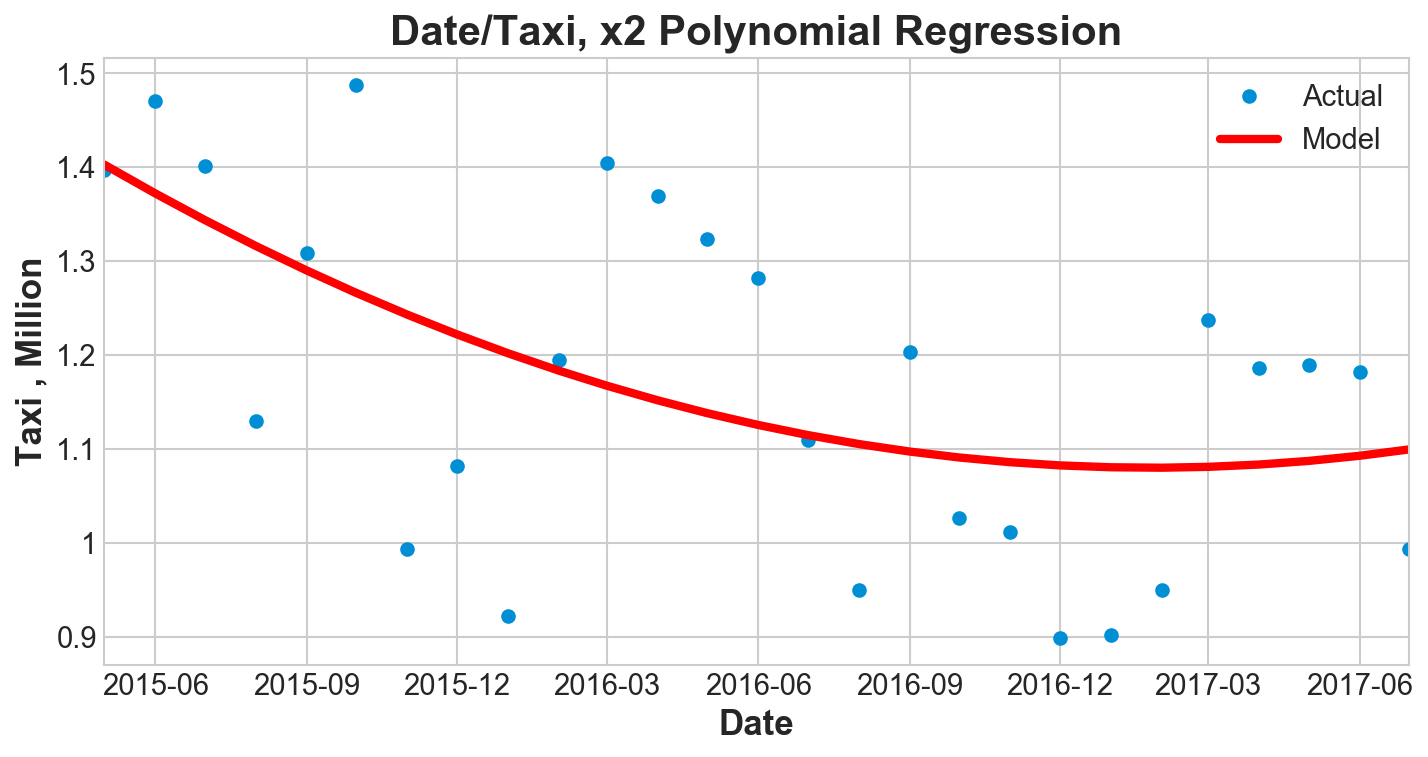 Date/Taxi, x2 Polynomial Regression
1.5
1.4
1.3
1.2
1.1
1
0.9
Taxi , Million
Actual
Model
2015-06 2015-09 2015-12 2016-03 2016-06 2016-09 2016-12 2017-03 2017-06
Date